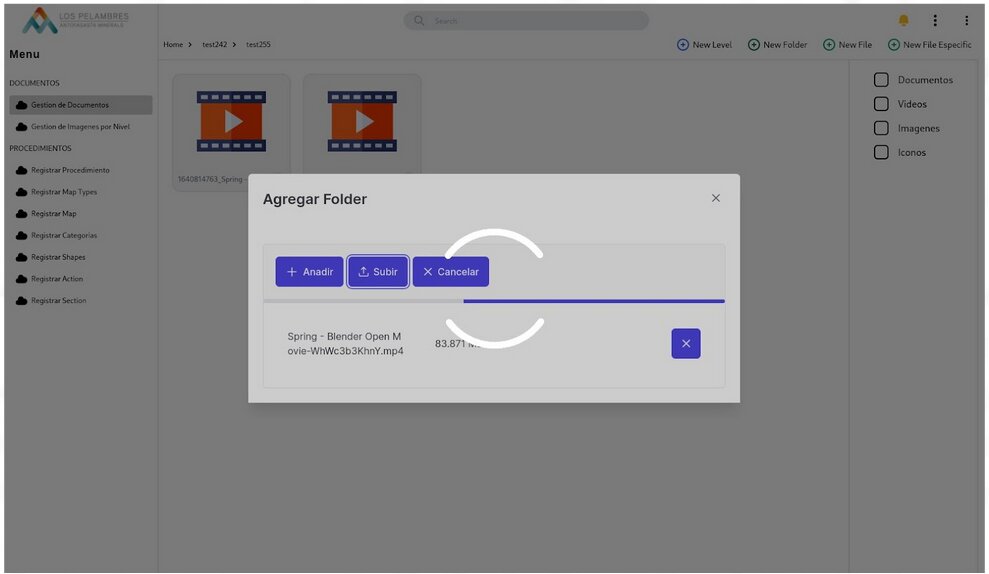 LOS PELAMBRES
ANTOFAGASTA MINERALS
Search
Menu
Home > test242 > test255
New Level
New Folder
New File
New File Especific
DOCUMENTOS
Gestion de Documentos
Gestion de Imagenes por Nivel
PROCEDIMIENTOS
Registrar Procedimiento
Registrar Map Types
Registrar Map
Registrar Categorias
Registrar Shapes
Registrar Action
Registrar Section
1640814763_Spring -
Agregar Folder
Anadir
Subir
Cancelar
Spring - Blender Open M
ovie-WhWc3b3KhnY.mp4
83.871
Documentos
Videos
Imagenes
Iconos